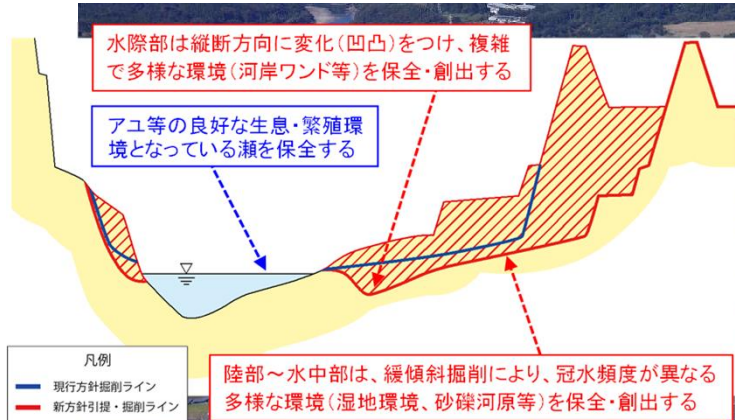 水際部は縦断方向に変化（凹凸）をつけ、複雑
で多様な環境（河岸ワンド等）を保全・創出する
アユ等の良好な生息・繁殖環
境となっている瀬を保全する
凡例
現行方針掘削ライン
新方針引堤・掘削ライン
陸部～水中部は、緩傾斜掘削により、冠水頻度が異なる
多様な環境（湿地環境、砂礫河原等）を保全・創出する